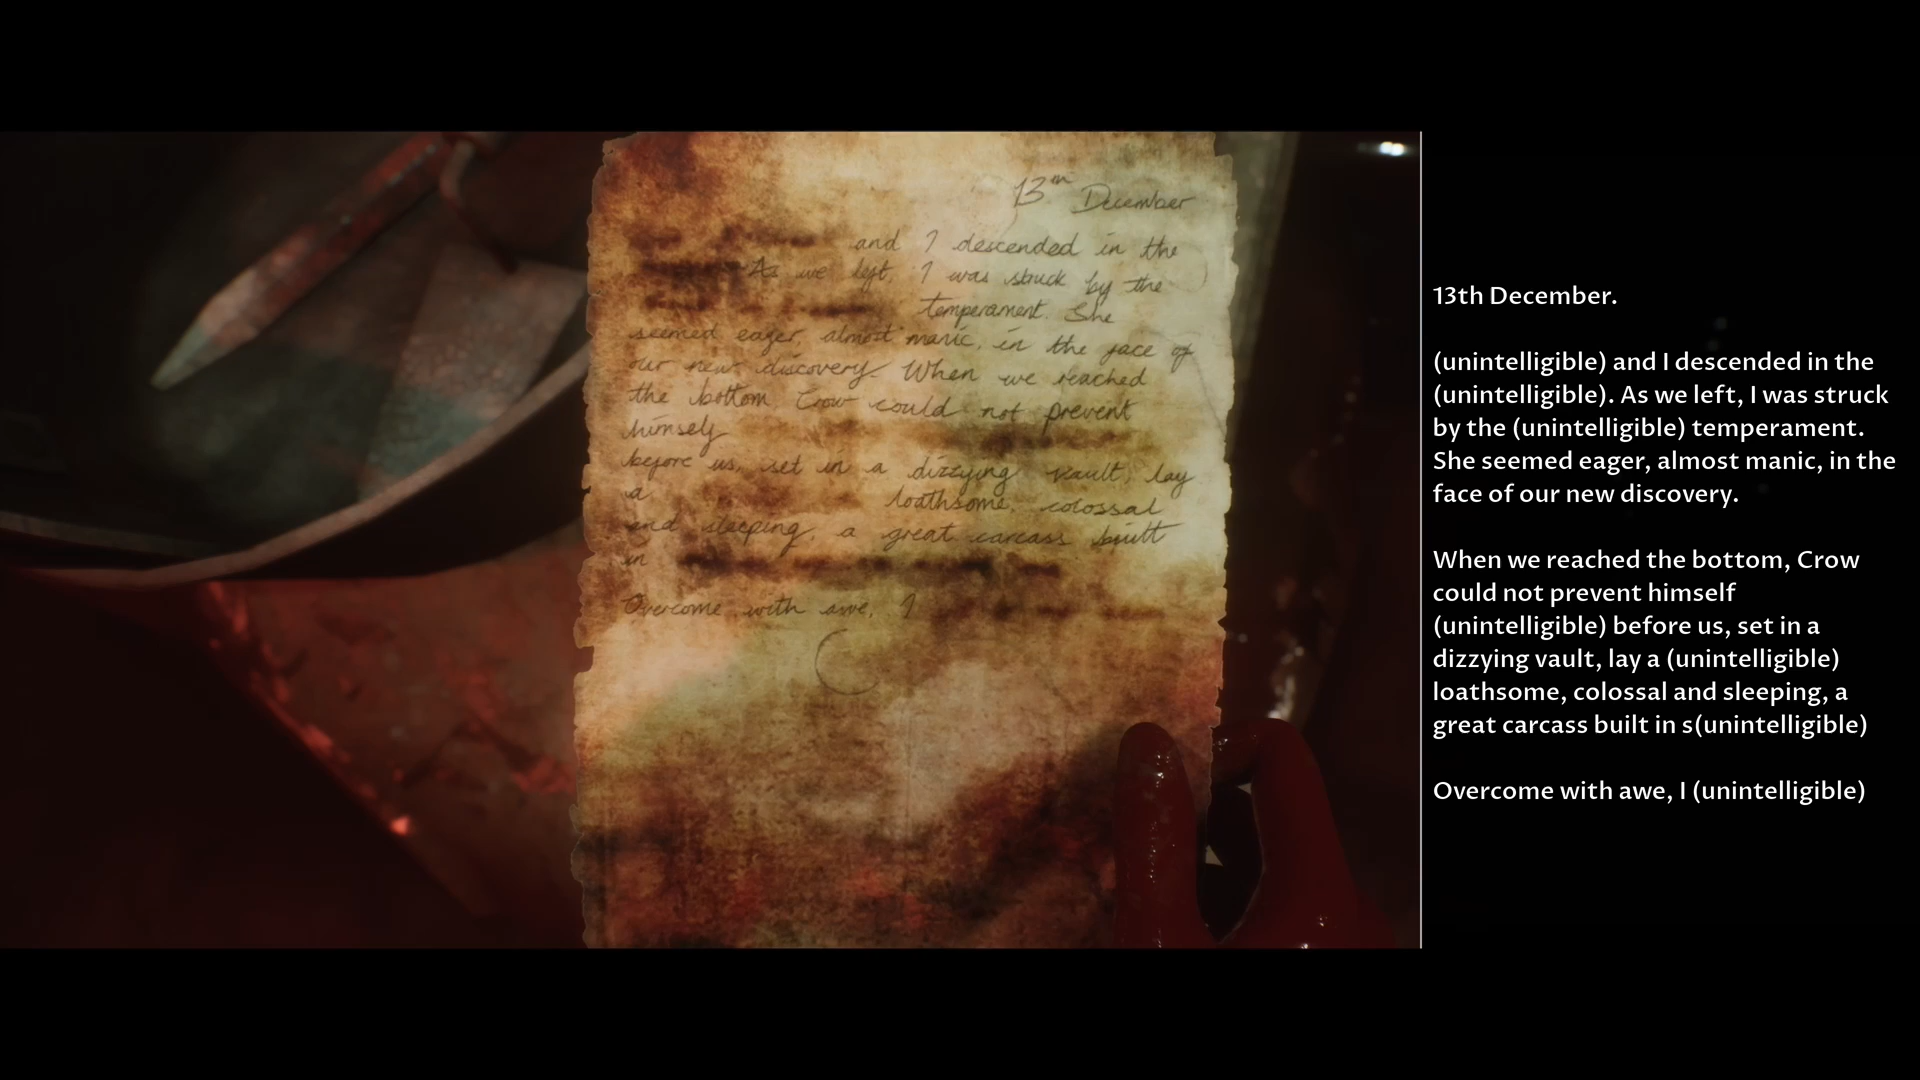 13th December
and I descended in the
As we left, I was struck by the
temperament. She
seemed eager, almost manic, in the face of
our new discovery. When we reached
the bottom Crow could not prevent
himself
before us, set in a dizzying vault, lay
a loathsome, colossal
and sleeping, a great carcass built
in
Overcome with awe, I
13th December.
(unintelligible) and I descended in the
(unintelligible). As we left, I was struck
by the (unintelligible) temperament.
She seemed eager, almost manic, in the
face of our new discovery.
When we reached the bottom, Crow
could not prevent himself
(unintelligible) before us, set in a
dizzying vault, lay a (unintelligible)
loathsome, colossal and sleeping, a
great carcass built in s(unintelligible)
Overcome with awe, I (unintelligible)